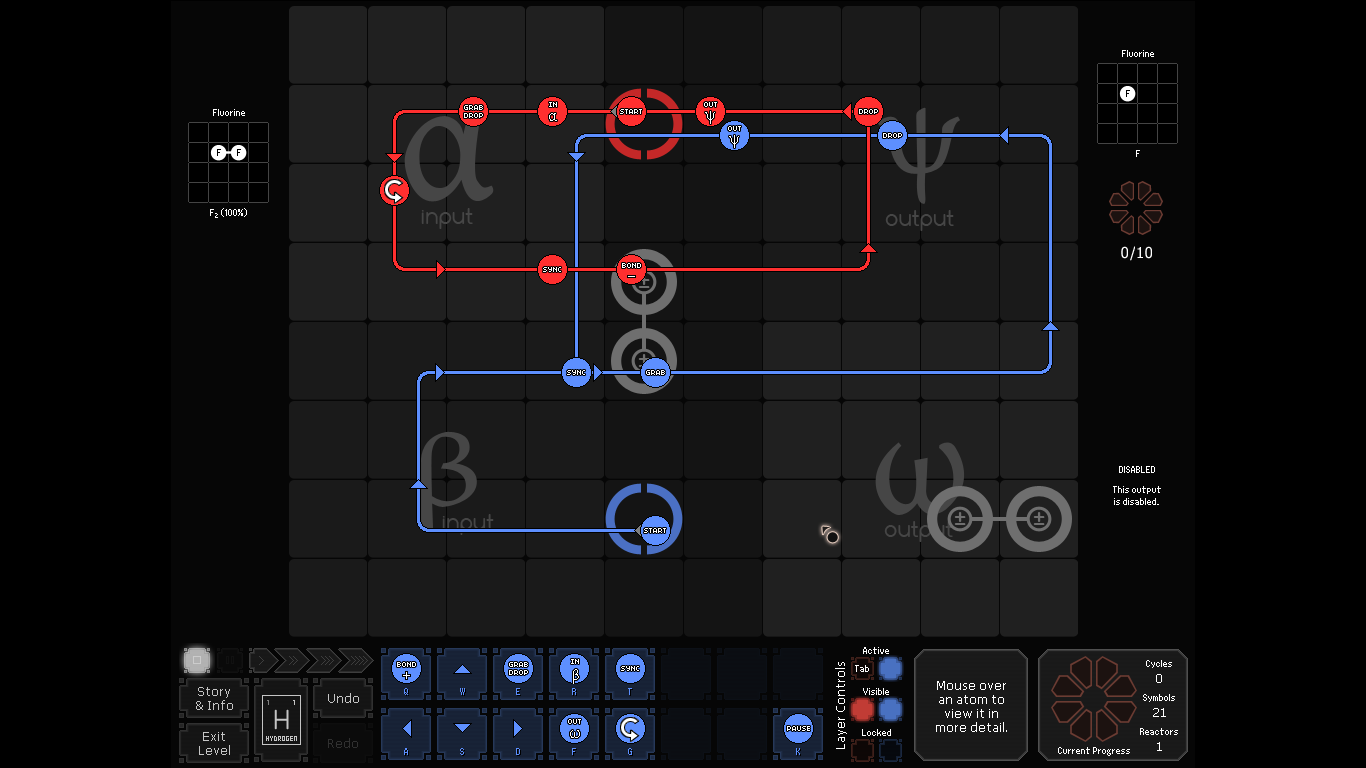 Fluorine
F F
F₂ (100%)
GRAB
DROP
IN
α
START
OUT
ψ
DROP
OUT
ψ
DROP
α
input
ψ
output
SYNC
BOND
−
±
±
SYNC
GRAB
β
input
START
ω
output
±
±
Fluorine
F
F
0/10
DISABLED
This output
is disabled.
Story
& Info
Exit
Level
1 1
H
HYDROGEN
Undo
Redo
BOND
+
Q
W
GRAB
DROP
E
IN
β
R
SYNC
T
A
S
D
OUT
ω
F
G
PAUSE
K
Layer Controls
Active
Tab
Visible
Locked
Mouse over
an atom to
view it in
more detail.
Current Progress
Cycles
0
Symbols
21
Reactors
1